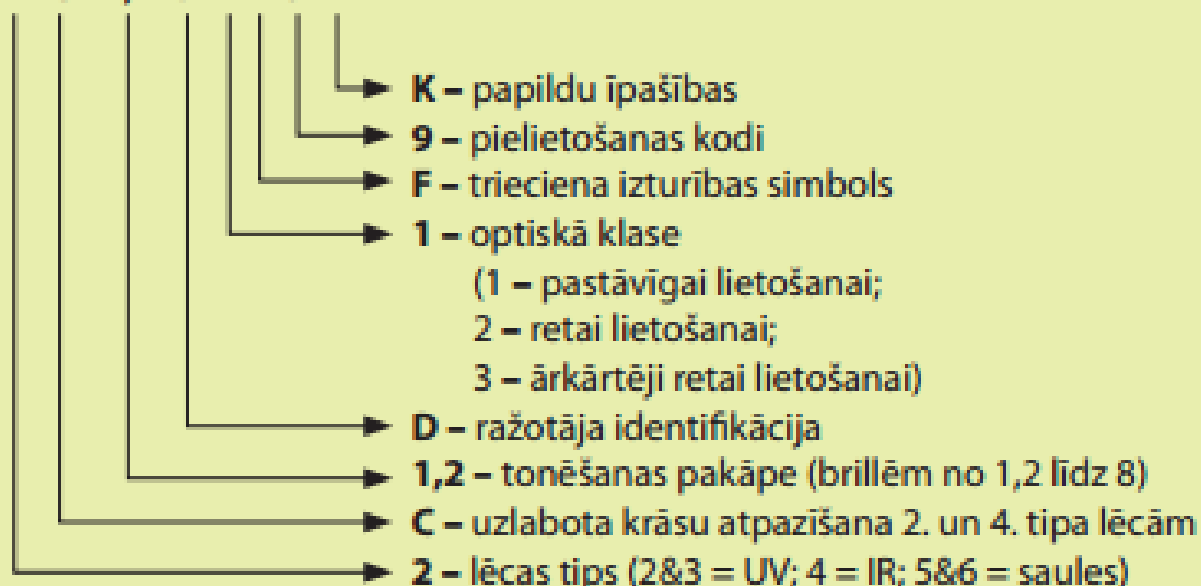 K – papildu īpašības
9 – pielietošanas kodi
F – trieciena izturības simbols
1 – optiskā klase
(1 – pastāvīgai lietošanai;
2 – retai lietošanai;
3 – ārkārtēji retai lietošanai)
D – ražotāja identifikācija
1,2 – tonēšanas pakāpe (brillēm no 1,2 līdz 8)
C – uzlabota krāsu atpazīšana 2. un 4. tipa lēcām
2 – lēcas tips (2&3 = UV; 4 = IR; 5&6 = saules)